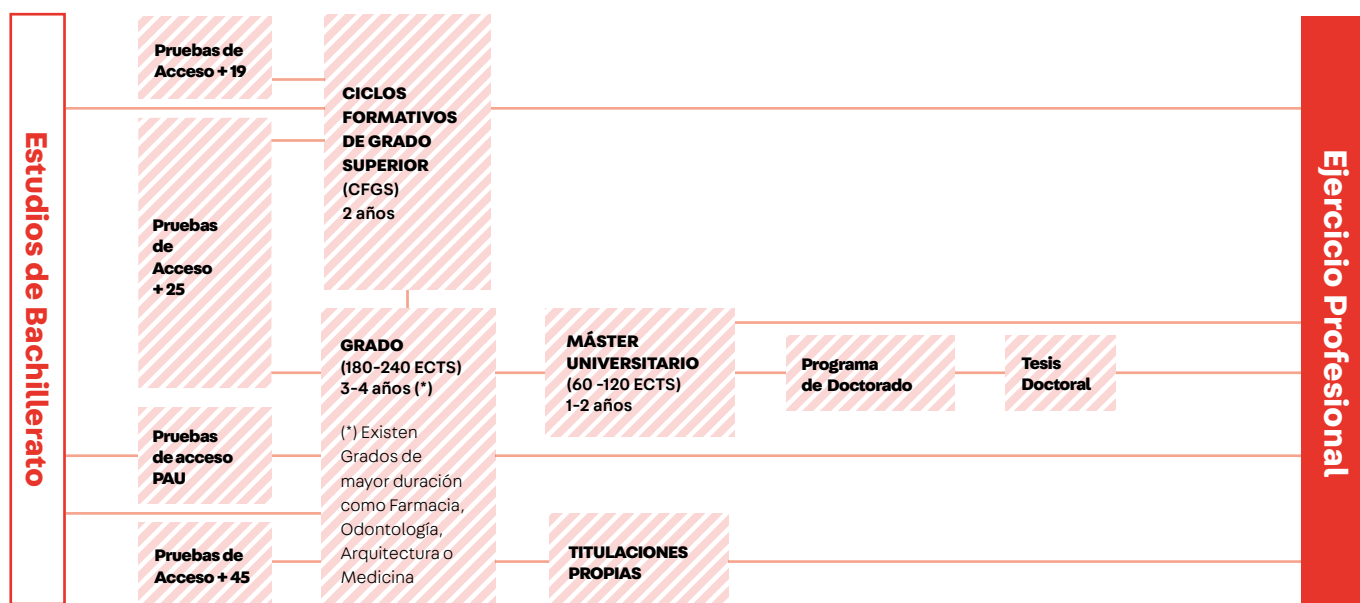 Estudios de Bachillerato
Pruebas de
Acceso + 19
Pruebas
de
Acceso
+ 25
Pruebas
de acceso
PAU
Pruebas de
Acceso + 45
CICLOS
FORMATIVOS
DE GRADO
SUPERIOR
(CFGS)
2 años
GRADO
(180-240 ECTS)
3-4 años (*)
(*) Existen
Grados de
mayor duración
como Farmacia,
Odontología,
Arquitectura o
Medicina
MÁSTER
UNIVERSITARIO
(60 -120 ECTS)
1-2 años
TITULACIONES
PROPIAS
Programa
de Doctorado
Tesis
Doctoral
Ejercicio Profesional